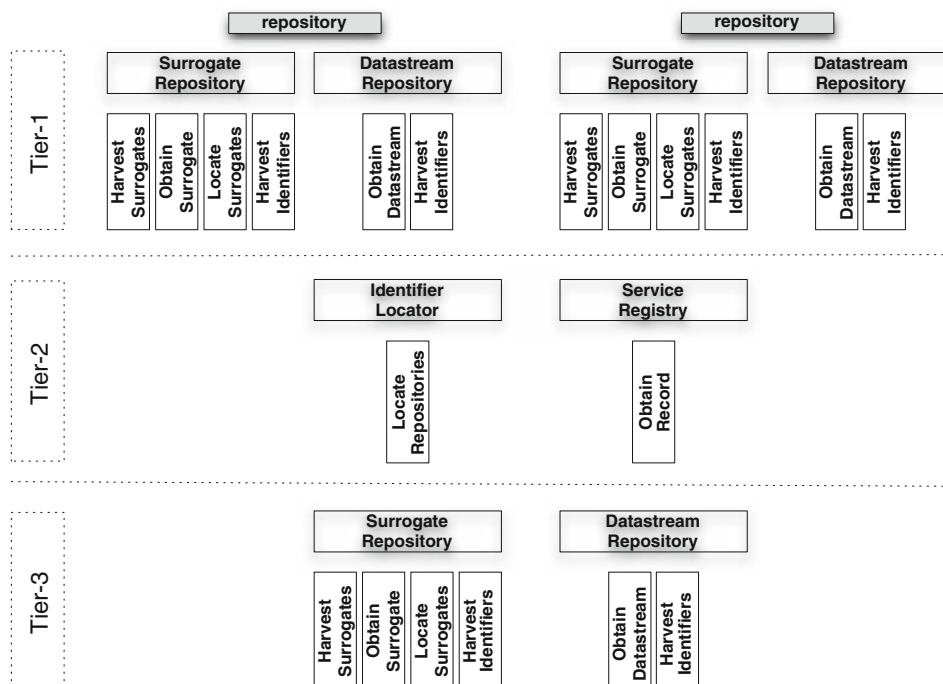 repository
repository
Tier-1
Surrogate
Repository
Datastream
Repository
Surrogate
Repository
Datastream
Repository
Harvest
Surrogates
Obtain
Surrogate
Locate
Surrogates
Harvest
Identifiers
Obtain
Datastream
Harvest
Identifiers
Harvest
Surrogates
Obtain
Surrogate
Locate
Surrogates
Harvest
Identifiers
Obtain
Datastream
Harvest
Identifiers
Tier-2
Identifier
Locator
Service
Registry
Locate
Repositories
Obtain
Record
Tier-3
Surrogate
Repository
Datastream
Repository
Harvest
Surrogates
Obtain
Surrogate
Locate
Surrogates
Harvest
Identifiers
Obtain
Datastream
Harvest
Identifiers